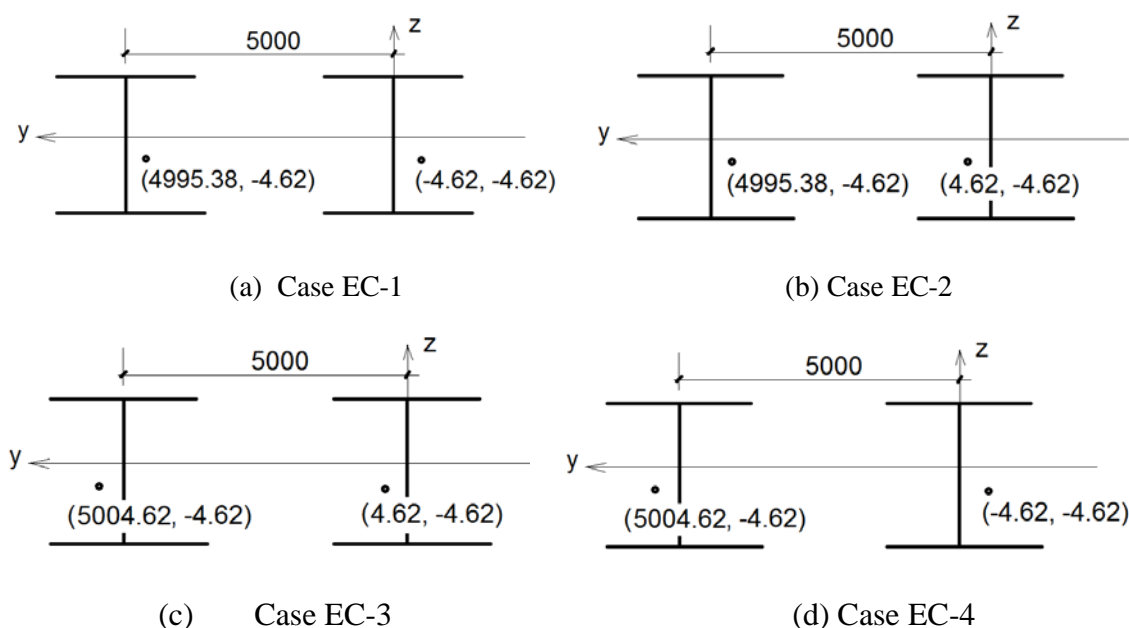 5000
z
y
(4995.38, -4.62)
(-4.62, -4.62)
(a) Case EC-1
5000
z
y
(4995.38, -4.62)
(4.62, -4.62)
(b) Case EC-2
5000
z
y
(5004.62, -4.62)
(4.62, -4.62)
(c) Case EC-3
5000
z
y
(5004.62, -4.62)
(-4.62, -4.62)
(d) Case EC-4